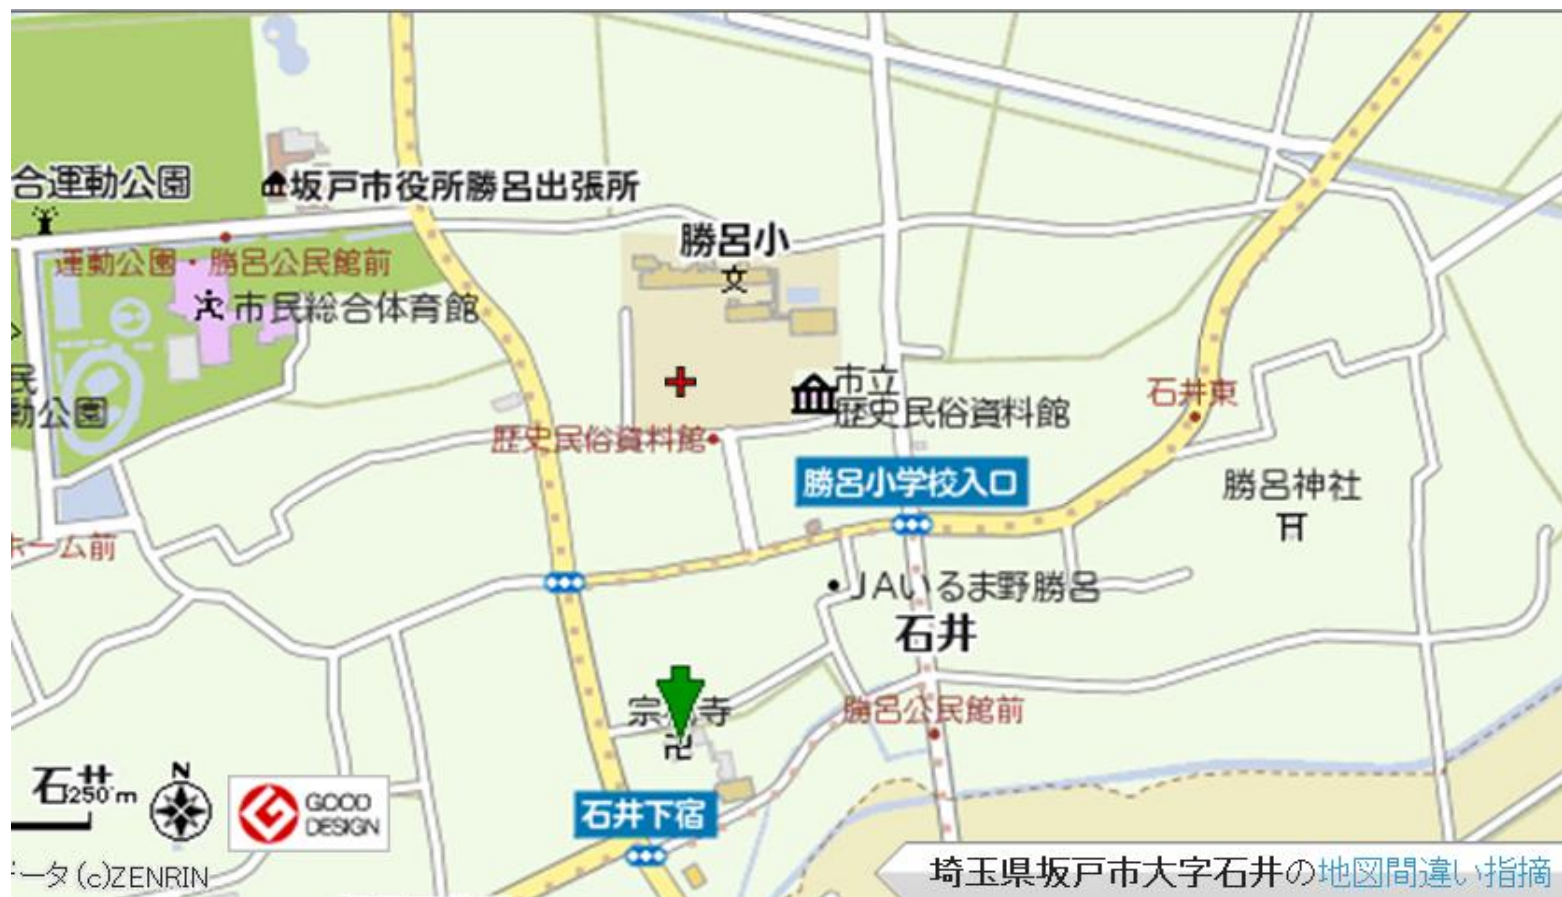 合運動公園
坂戸市役所勝呂出張所
運動公園・勝呂公民館前
勝呂小
文
市民総合体育館
民
動公園
市立
歴史民俗資料館
石井東
歴史民俗資料館
勝呂小学校入口
勝呂神社
ホーム前
JAいるま野勝呂
石井
宗
寺
勝呂公民館前
石井
250m
N
GOOD
DESIGN
石井下宿
ータ(c)ZENRIN
埼玉県坂戸市大字石井の地図間違い指摘